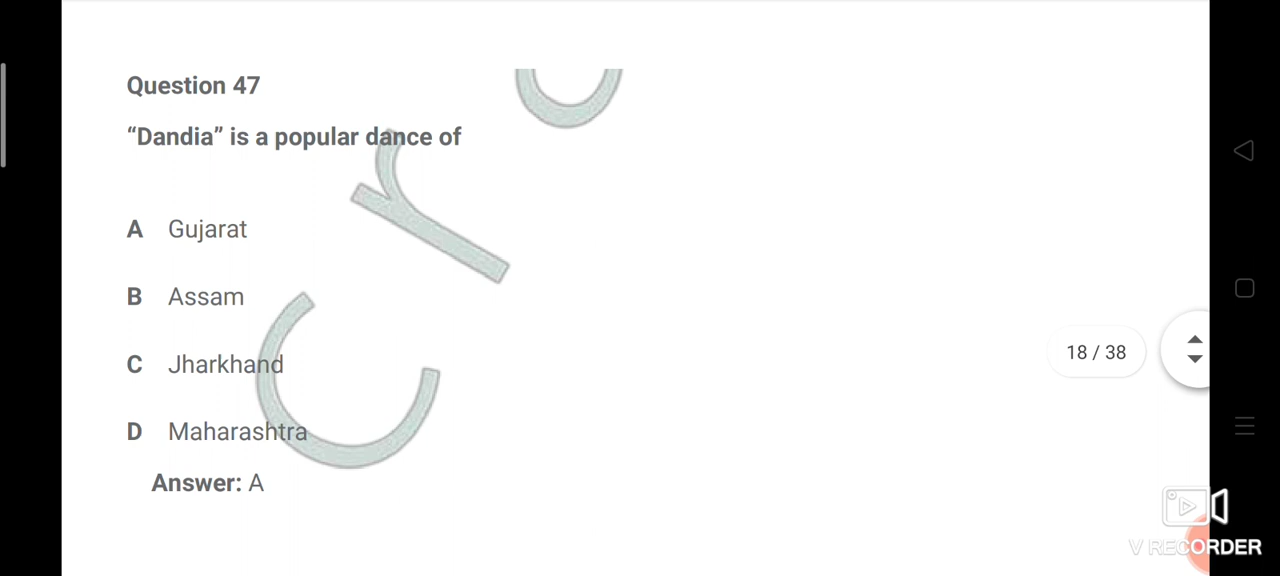 Question 47
“Dandia” is a popular dance of
A Gujarat
B Assam
C Jharkhand
D Maharashtra
Answer: A
18 / 38
V RECORDER